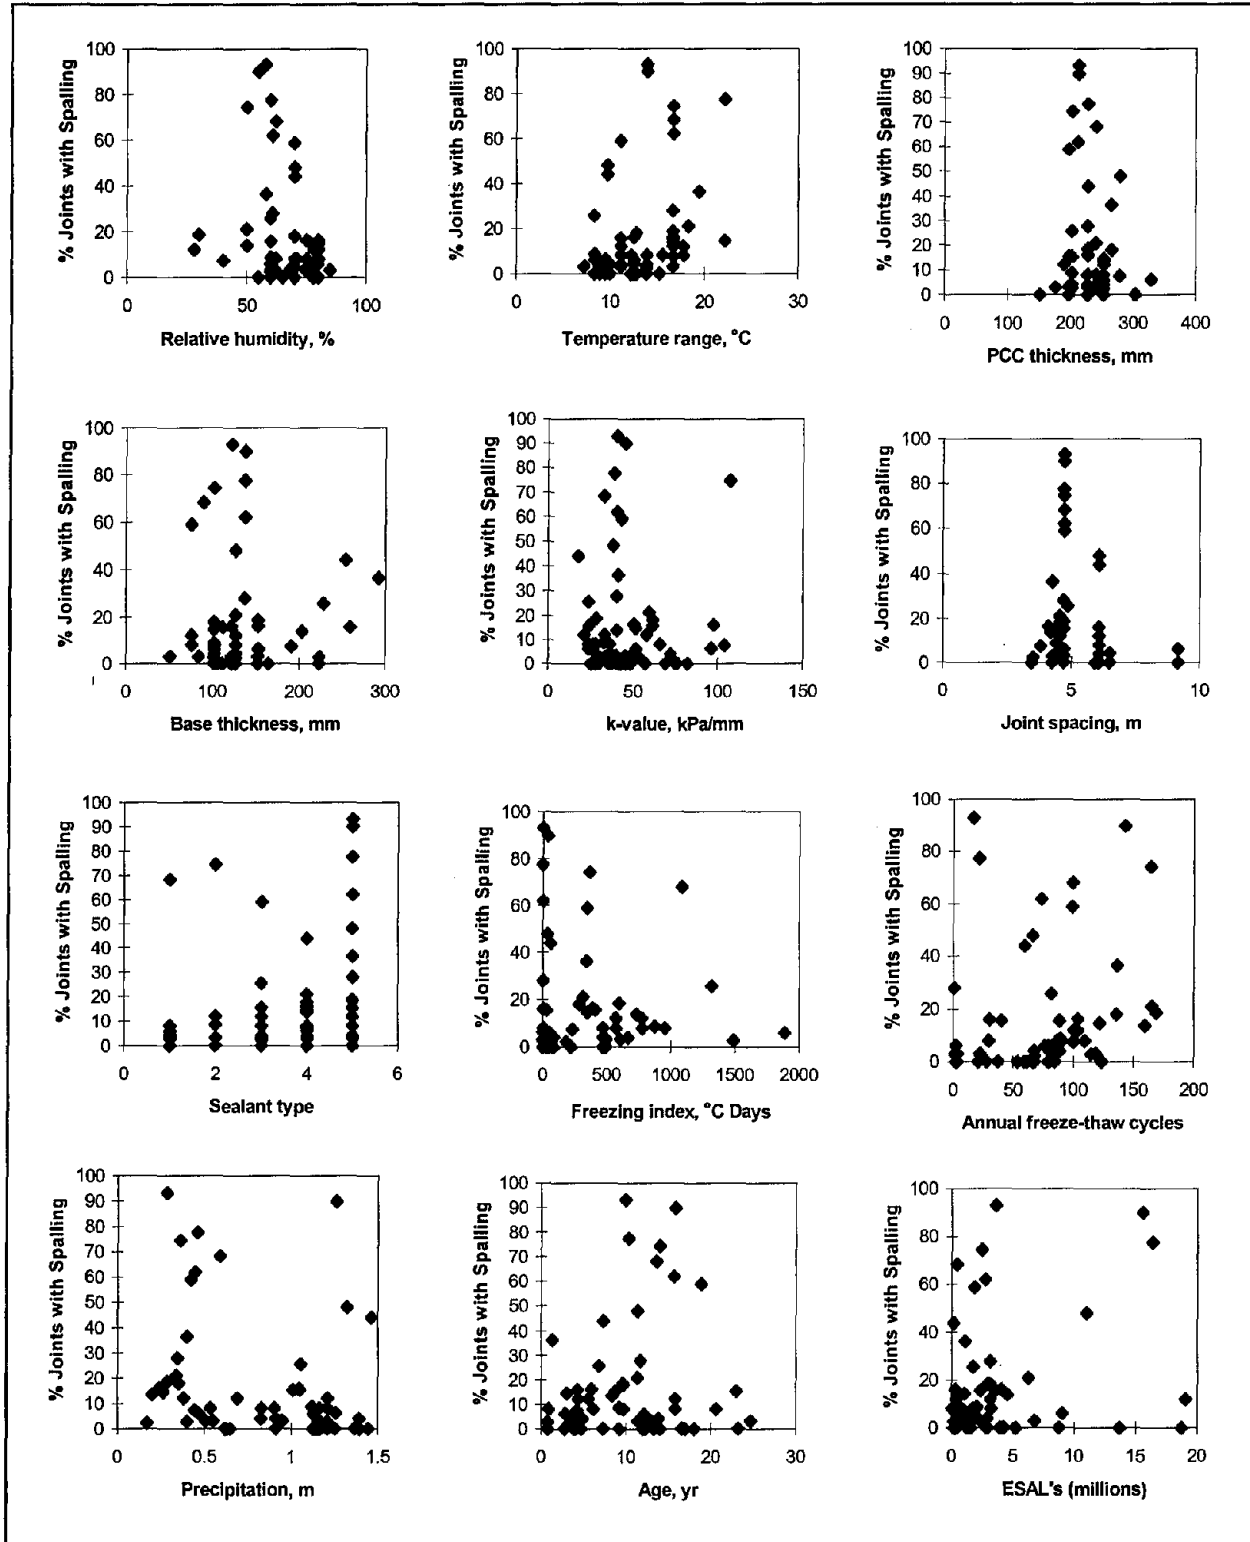 % Joints with Spalling
100
80
60
40
20
0
0 50 100
Relative humidity, %
% Joints with Spalling
100
80
60
40
20
0
0 10 20 30
Temperature range, °C
% Joints with Spalling
100
90
80
70
60
50
40
30
20
10
0
0 100 200 300 400
PCC thickness, mm
% Joints with Spalling
100
80
60
40
20
0
0 100 200 300
Base thickness, mm
% Joints with Spalling
100
90
80
70
60
50
40
30
20
10
0
0 50 100 150
k-value, kPa/mm
% Joints with Spalling
100
80
60
40
20
0
0 5 10
Joint spacing, m
% Joints with Spalling
100
90
80
70
60
50
40
30
20
10
0
0 2 4 6
Sealant type
% Joints with Spalling
100
80
60
40
20
0
0 500 1000 1500 2000
Freezing index, °C Days
% Joints with Spalling
100
80
60
40
20
0
0 50 100 150 200
Annual freeze-thaw cycles
% Joints with Spalling
100
90
80
70
60
50
40
30
20
10
0
0 0.5 1 1.5
Precipitation, m
% Joints with Spalling
100
90
80
70
60
50
40
30
20
10
0
0 10 20 30
Age, yr
% Joints with Spalling
100
80
60
40
20
0
0 5 10 15 20
ESAL's (millions)